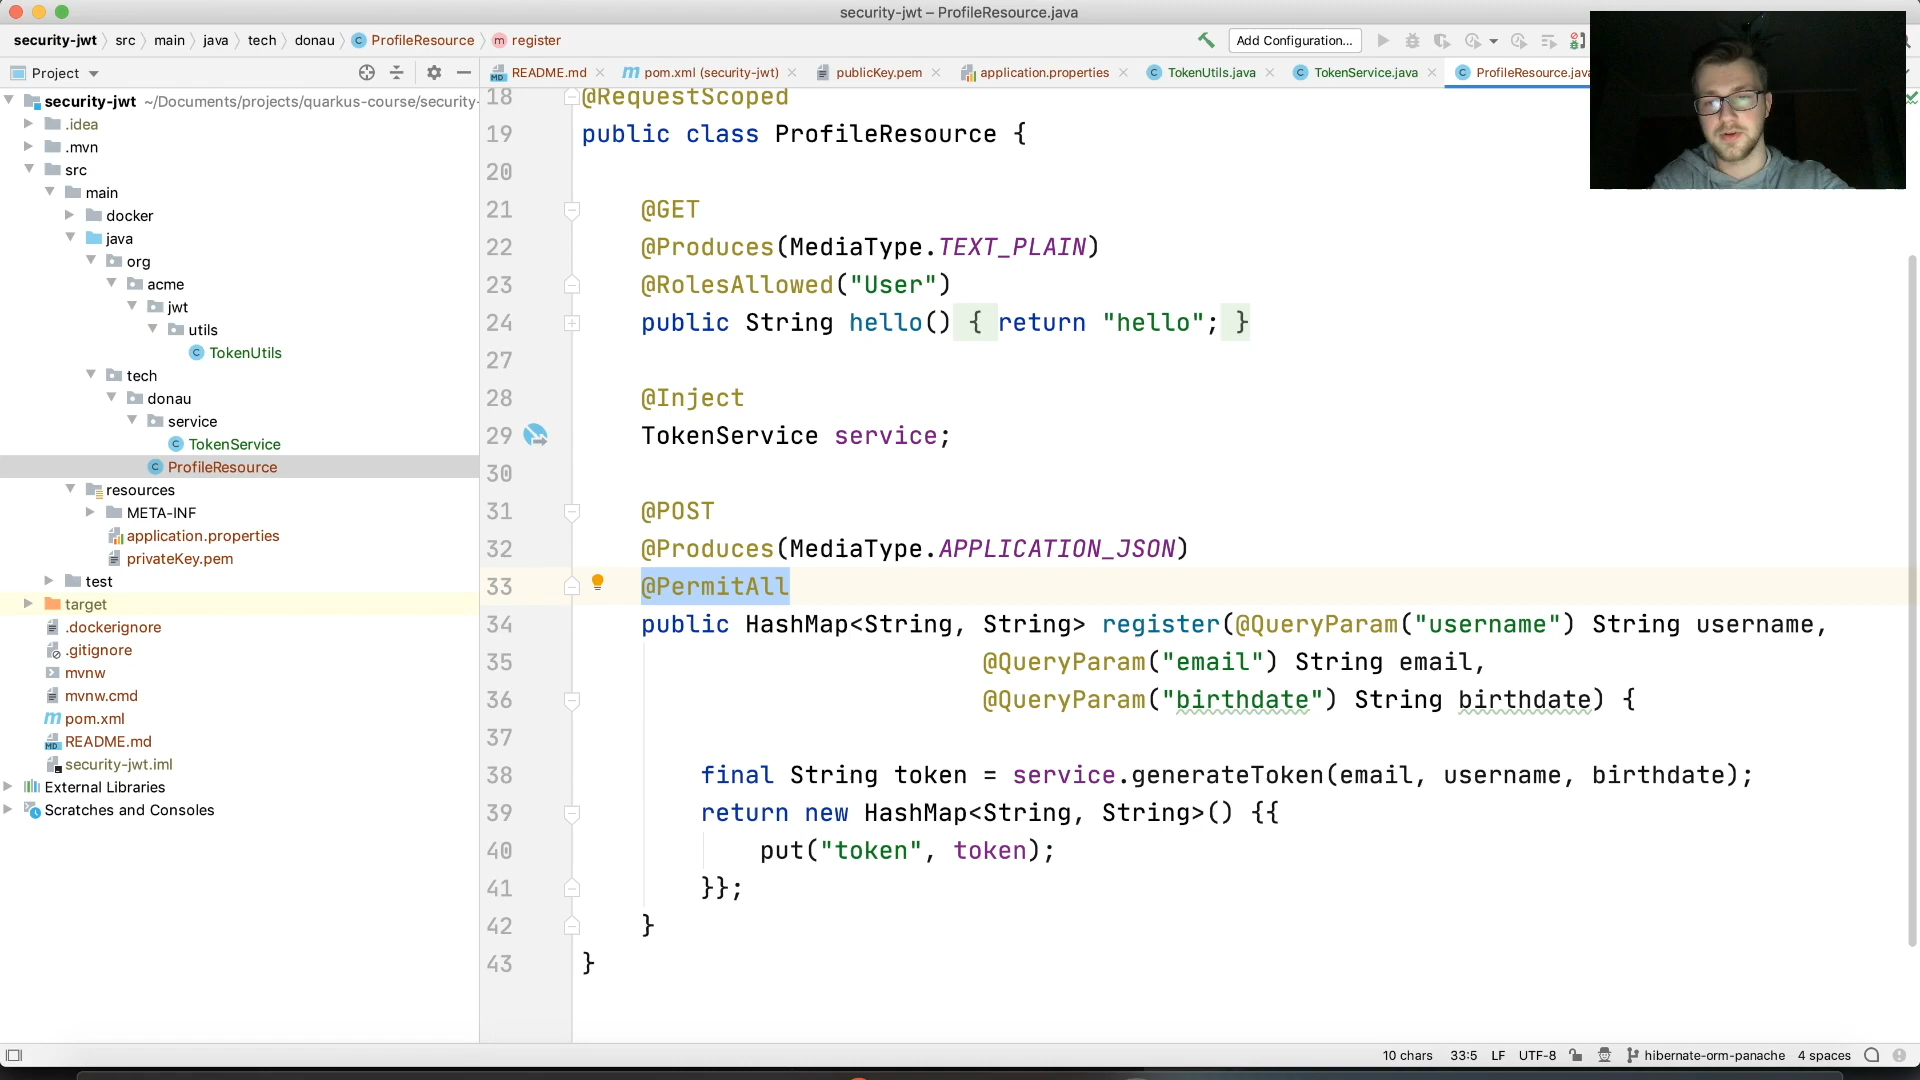 security-jwt – ProfileResource.java
security-jwt src main java tech donau ProfileResource register
Add Configuration...
Project
README.md pom.xml (security-jwt) publicKey.pem application.properties TokenUtils.java TokenService.java ProfileResource.java
security-jwt ~/Documents/projects/quarkus-course/security-
.idea
.mvn
src
main
docker
java
org
acme
jwt
utils
TokenUtils
tech
donau
service
TokenService
ProfileResource
resources
META-INF
application.properties
privateKey.pem
test
target
.dockerignore
.gitignore
mvnw
mvnw.cmd
pom.xml
README.md
security-jwt.iml
External Libraries
Scratches and Consoles
18 @RequestScoped
19 public class ProfileResource {
20
21 @GET
22 @Produces(MediaType.TEXT_PLAIN)
23 @RolesAllowed("User")
24 public String hello() { return "hello"; }
27
28 @Inject
29 TokenService service;
30
31 @POST
32 @Produces(MediaType.APPLICATION_JSON)
33 @PermitAll
34 public HashMap<String, String> register(@QueryParam("username") String username,
35 @QueryParam("email") String email,
36 @QueryParam("birthdate") String birthdate) {
37
38 final String token = service.generateToken(email, username, birthdate);
39 return new HashMap<String, String>() {{
40 put("token", token);
41 }};
42 }
43 }
10 chars 33:5 LF UTF-8 hibernate-orm-panache 4 spaces